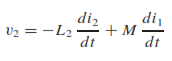 v₂ = −L₂ di₂/dt + M di₁/dt